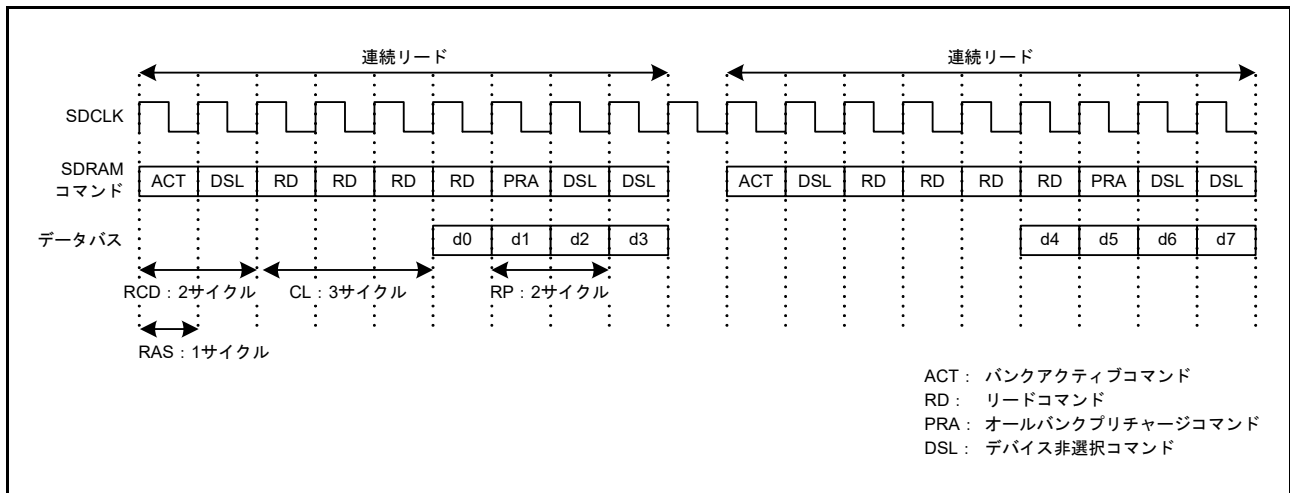 連続リード 連続リード
SDCLK
SDRAM
コマンド
ACT DSL RD RD RD RD PRA DSL DSL ACT DSL RD RD RD RD PRA DSL DSL
データバス d0 d1 d2 d3 d4 d5 d6 d7
RCD：2サイクル CL：3サイクル RP：2サイクル
RAS：1サイクル
ACT： バンクアクティブコマンド
RD： リードコマンド
PRA： オールバンクプリチャージコマンド
DSL： デバイス非選択コマンド